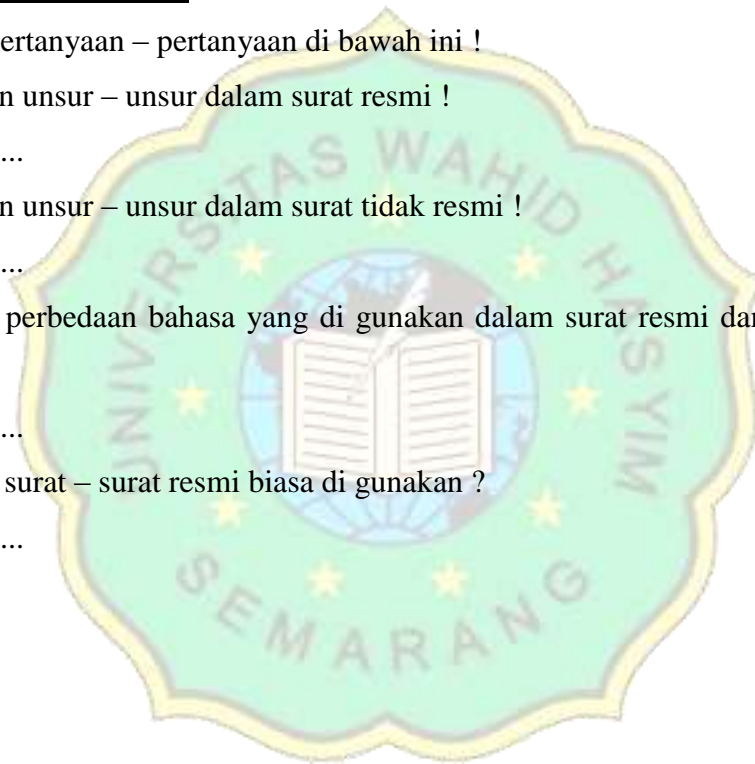 ertanyaan – pertanyaan di bawah ini !
n unsur – unsur dalam surat resmi !
...
n unsur – unsur dalam surat tidak resmi !
...
perbedaan bahasa yang di gunakan dalam surat resmi dan
...
surat – surat resmi biasa di gunakan ?
...
UNIVERSITAS WAHID HASYIM
SEMARANG